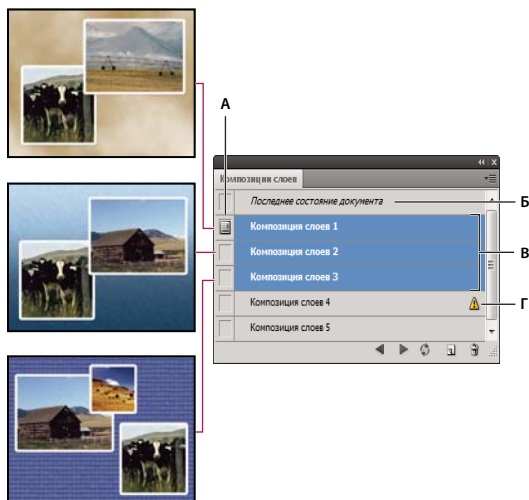 А
Композиции слоев
Последнее состояние документа
Б
Композиция слоев 1
Композиция слоев 2
В
Композиция слоев 3
Композиция слоев 4
Г
Композиция слоев 5